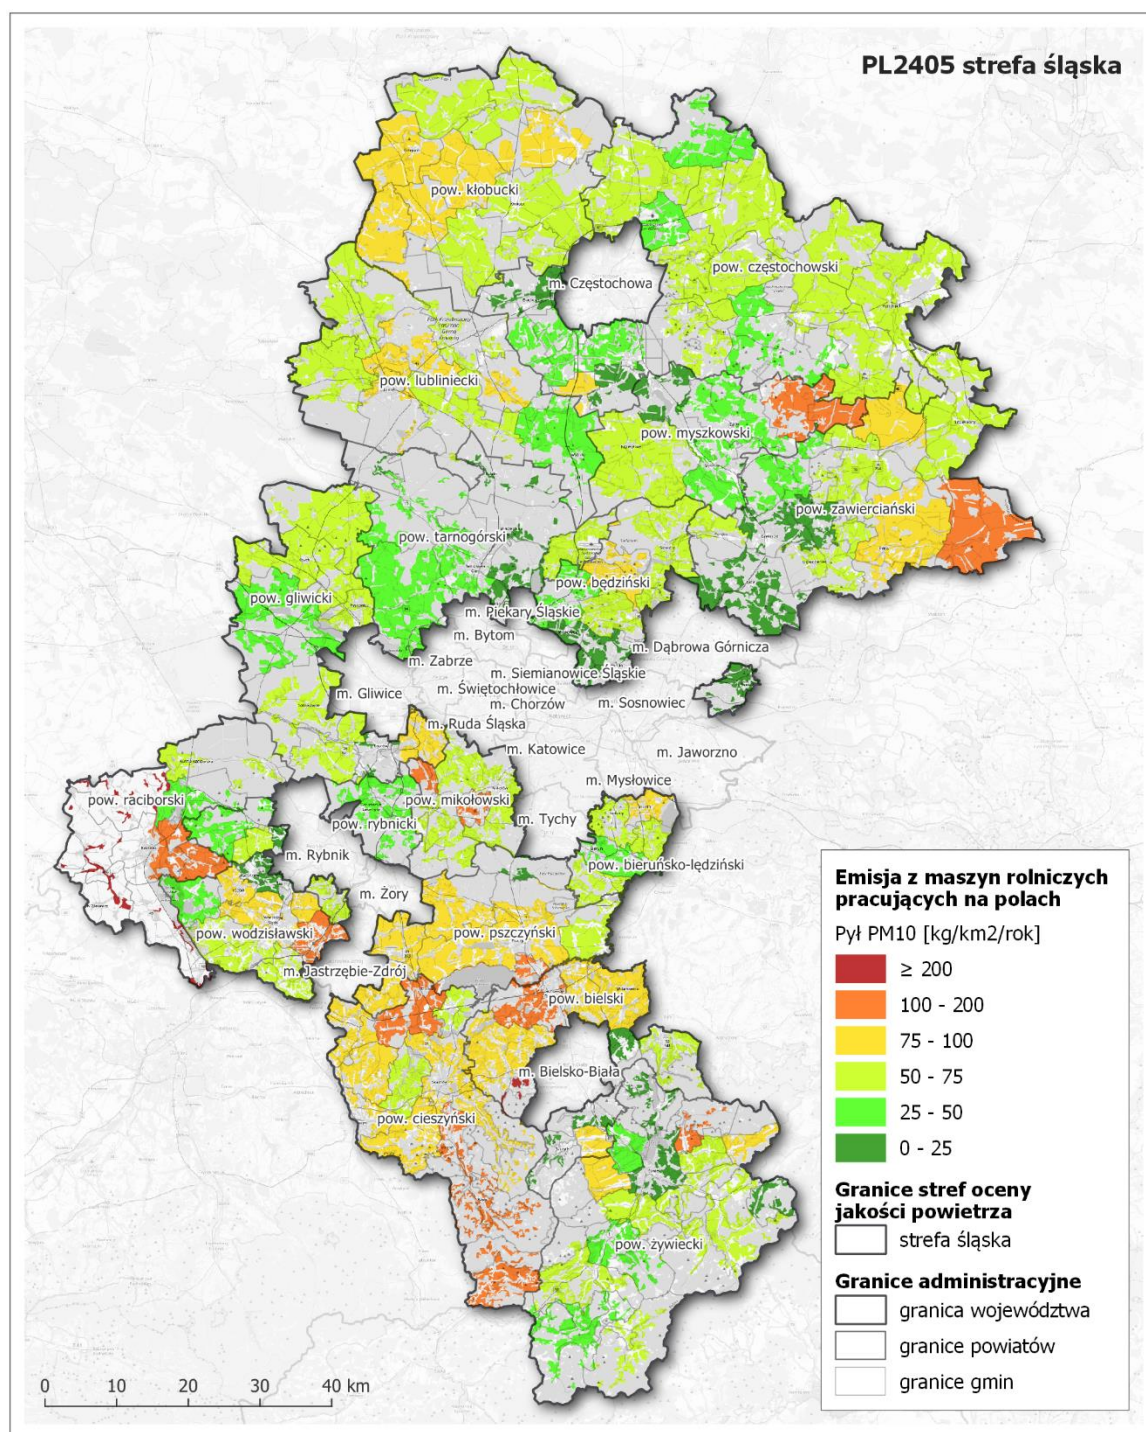 PL2405 strefa śląska
pow. kłobucki
pow. częstochowski
m. Częstochowa
pow. lubliniecki
pow. myszkowski
pow. zawierciański
pow. tarnogórski
pow. będziński
pow. gliwicki
m. Piekary Śląskie
m. Bytom
m. Dąbrowa Górnicza
m. Zabrze
m. Siemianowice Śląskie
m. Świętochłowice
m. Gliwice
m. Chorzów
m. Sosnowiec
m. Ruda Śląska
m. Katowice
m. Jaworzno
m. Mysłowice
pow. raciborski
pow. mikołowski
pow. rybnicki
m. Tychy
m. Rybnik
pow. bieruńsko-lędziński
m. Żory
pow. wodzisławski
pow. pszczyński
m. Jastrzębie-Zdrój
pow. bielski
m. Bielsko-Biała
pow. cieszyński
pow. żywiecki
Emisja z maszyn rolniczych
pracujących na polach
Pył PM10 [kg/km2/rok]
≥ 200
100 - 200
75 - 100
50 - 75
25 - 50
0 - 25
Granice stref oceny
jakości powietrza
strefa śląska
Granice administracyjne
granica województwa
granice powiatów
granice gmin
0 10 20 30 40 km